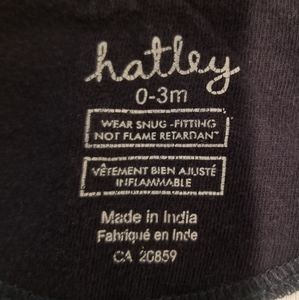 hatley
0-3m
WEAR SNUG-FITTING
NOT FLAME RETARDANT
VÊTEMENT BIEN AJUSTÉ
INFLAMMABLE
Made in India
Fabriqué en Inde
CA 20859